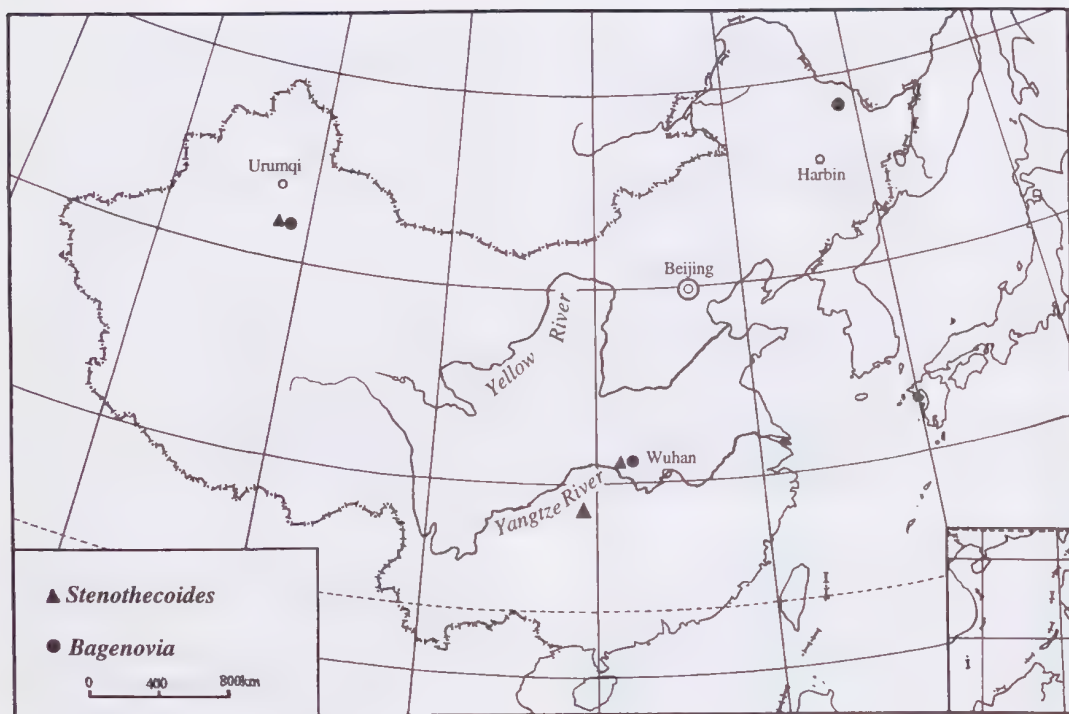 Urumqi
Harbin
Beijing
Yellow River
Wuhan
Yangtze River
Stenothecoides
Bagenovia
0 400 800km